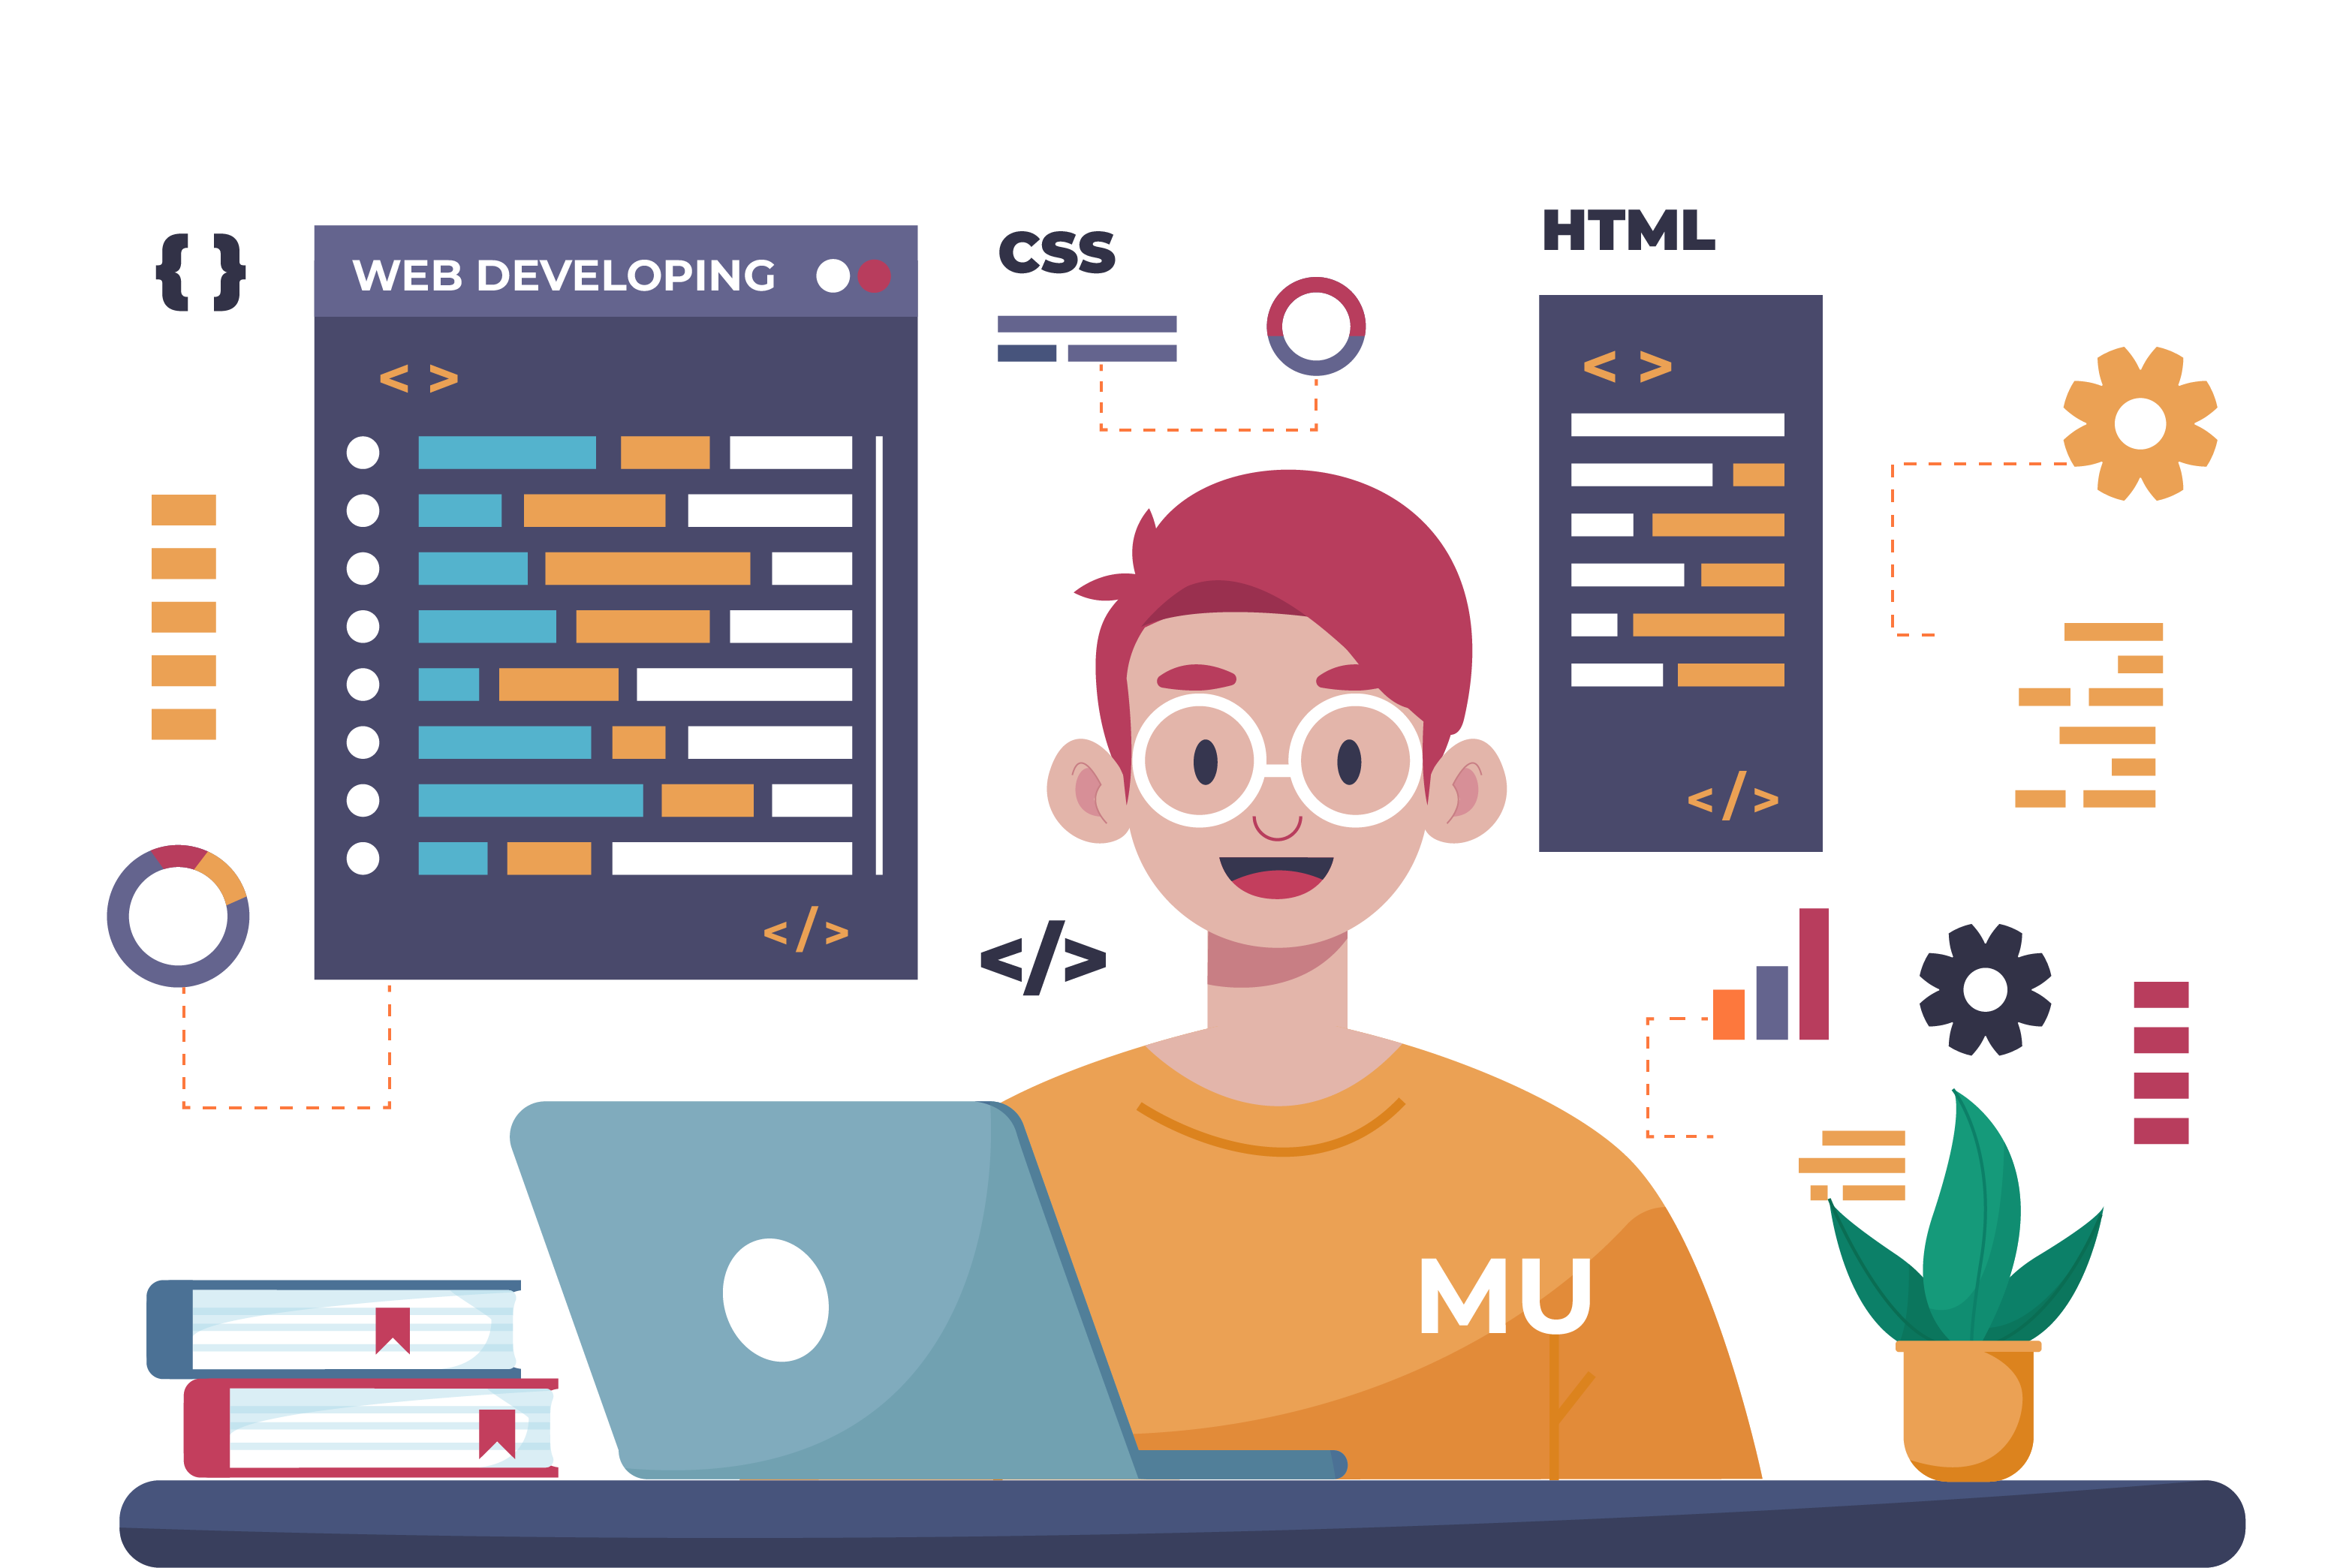 { }
WEB DEVELOPING
CSS
HTML
< >
< >
</>
</>
</>
MU